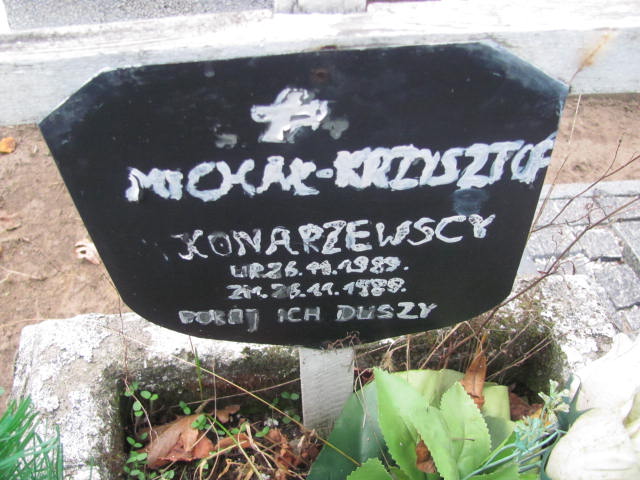 MICHAŁ-KRZYSZTOF
KONARZEWSCY
UR.26.11.1989.
ZM.26.11.1989.
POKÓJ ICH DUSZY